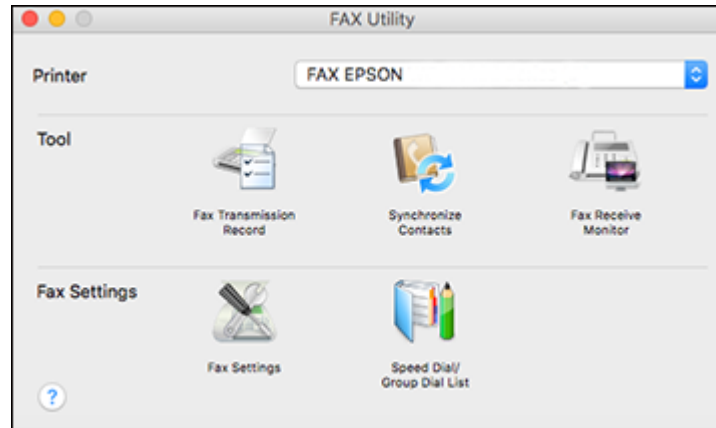 FAX Utility
Printer
FAX EPSON
Tool
Fax Transmission
Record
Synchronize
Contacts
Fax Receive
Monitor
Fax Settings
Fax Settings
Speed Dial/
Group Dial List
?